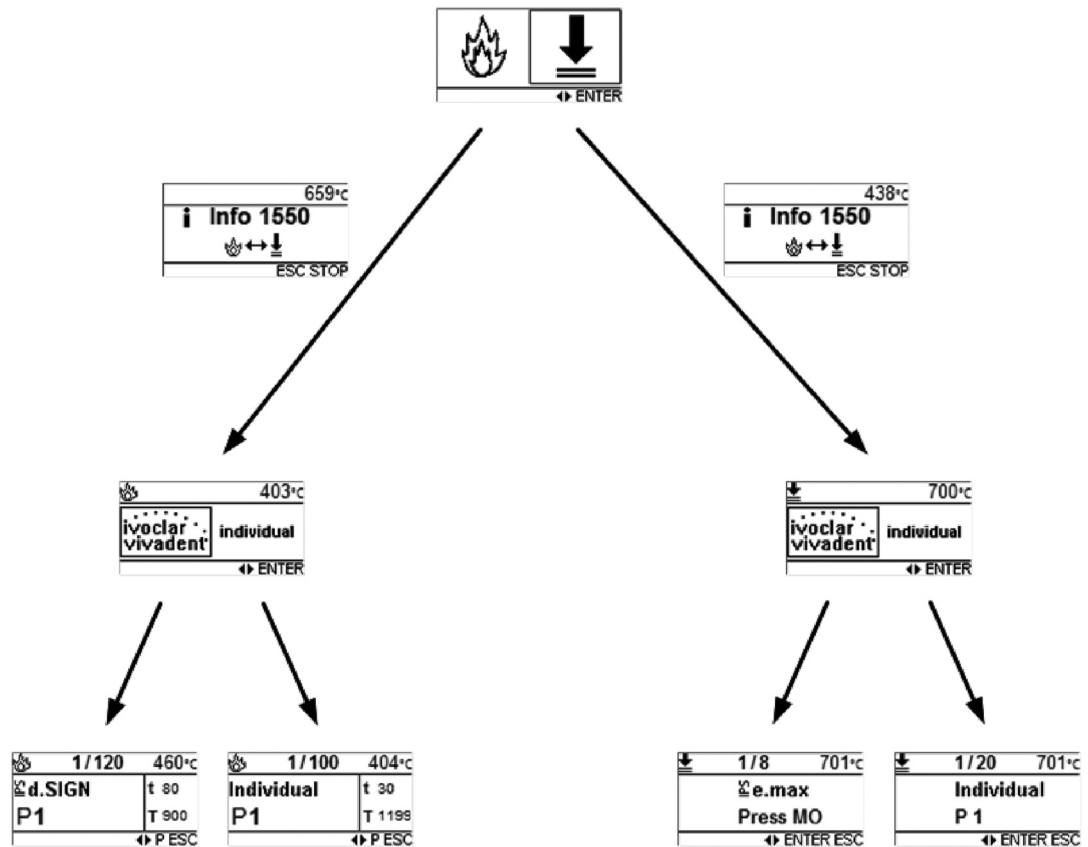 ◂▸ ENTER
659°C
i Info 1550
ESC STOP
438°C
i Info 1550
ESC STOP
403°C
ivoclar vivadent individual
◂▸ ENTER
700°C
ivoclar vivadent individual
◂▸ ENTER
1/120 460°C
IPS d.SIGN t 80
P1 T 900
◂▸ P ESC
1/100 404°C
Individual t 30
P1 T 1199
◂▸ P ESC
1/8 701°C
IPS e.max
Press MO
◂▸ ENTER ESC
1/20 701°C
Individual
P 1
◂▸ ENTER ESC